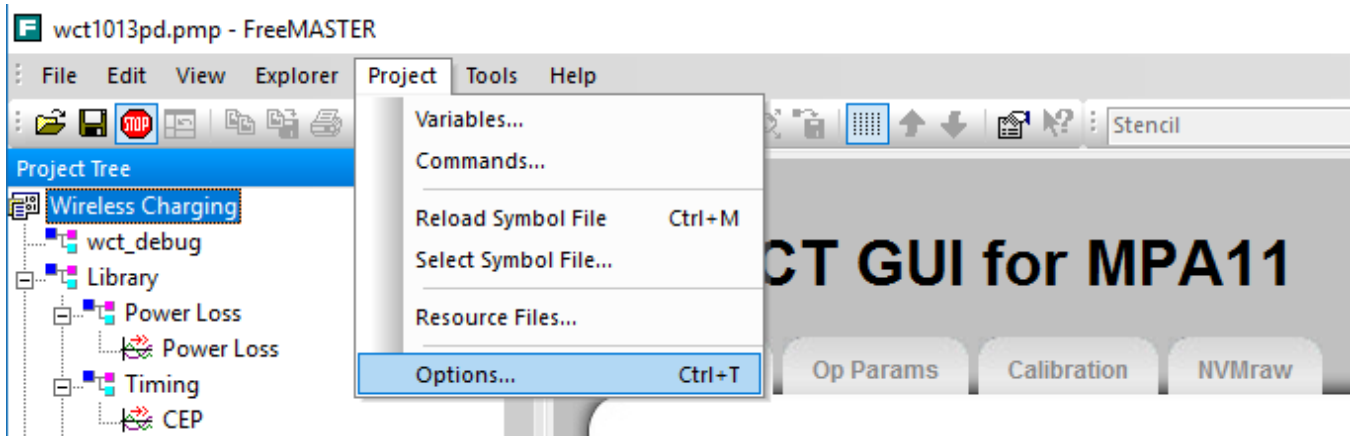 wct1013pd.pmp - FreeMASTER
File Edit View Explorer Project Tools Help
STOP
Stencil
Variables...
Commands...
Reload Symbol File Ctrl+M
Select Symbol File...
Resource Files...
Options... Ctrl+T
Project Tree
Wireless Charging
wct_debug
Library
Power Loss
Power Loss
Timing
CEP
CT GUI for MPA11
Op Params
Calibration
NVMraw